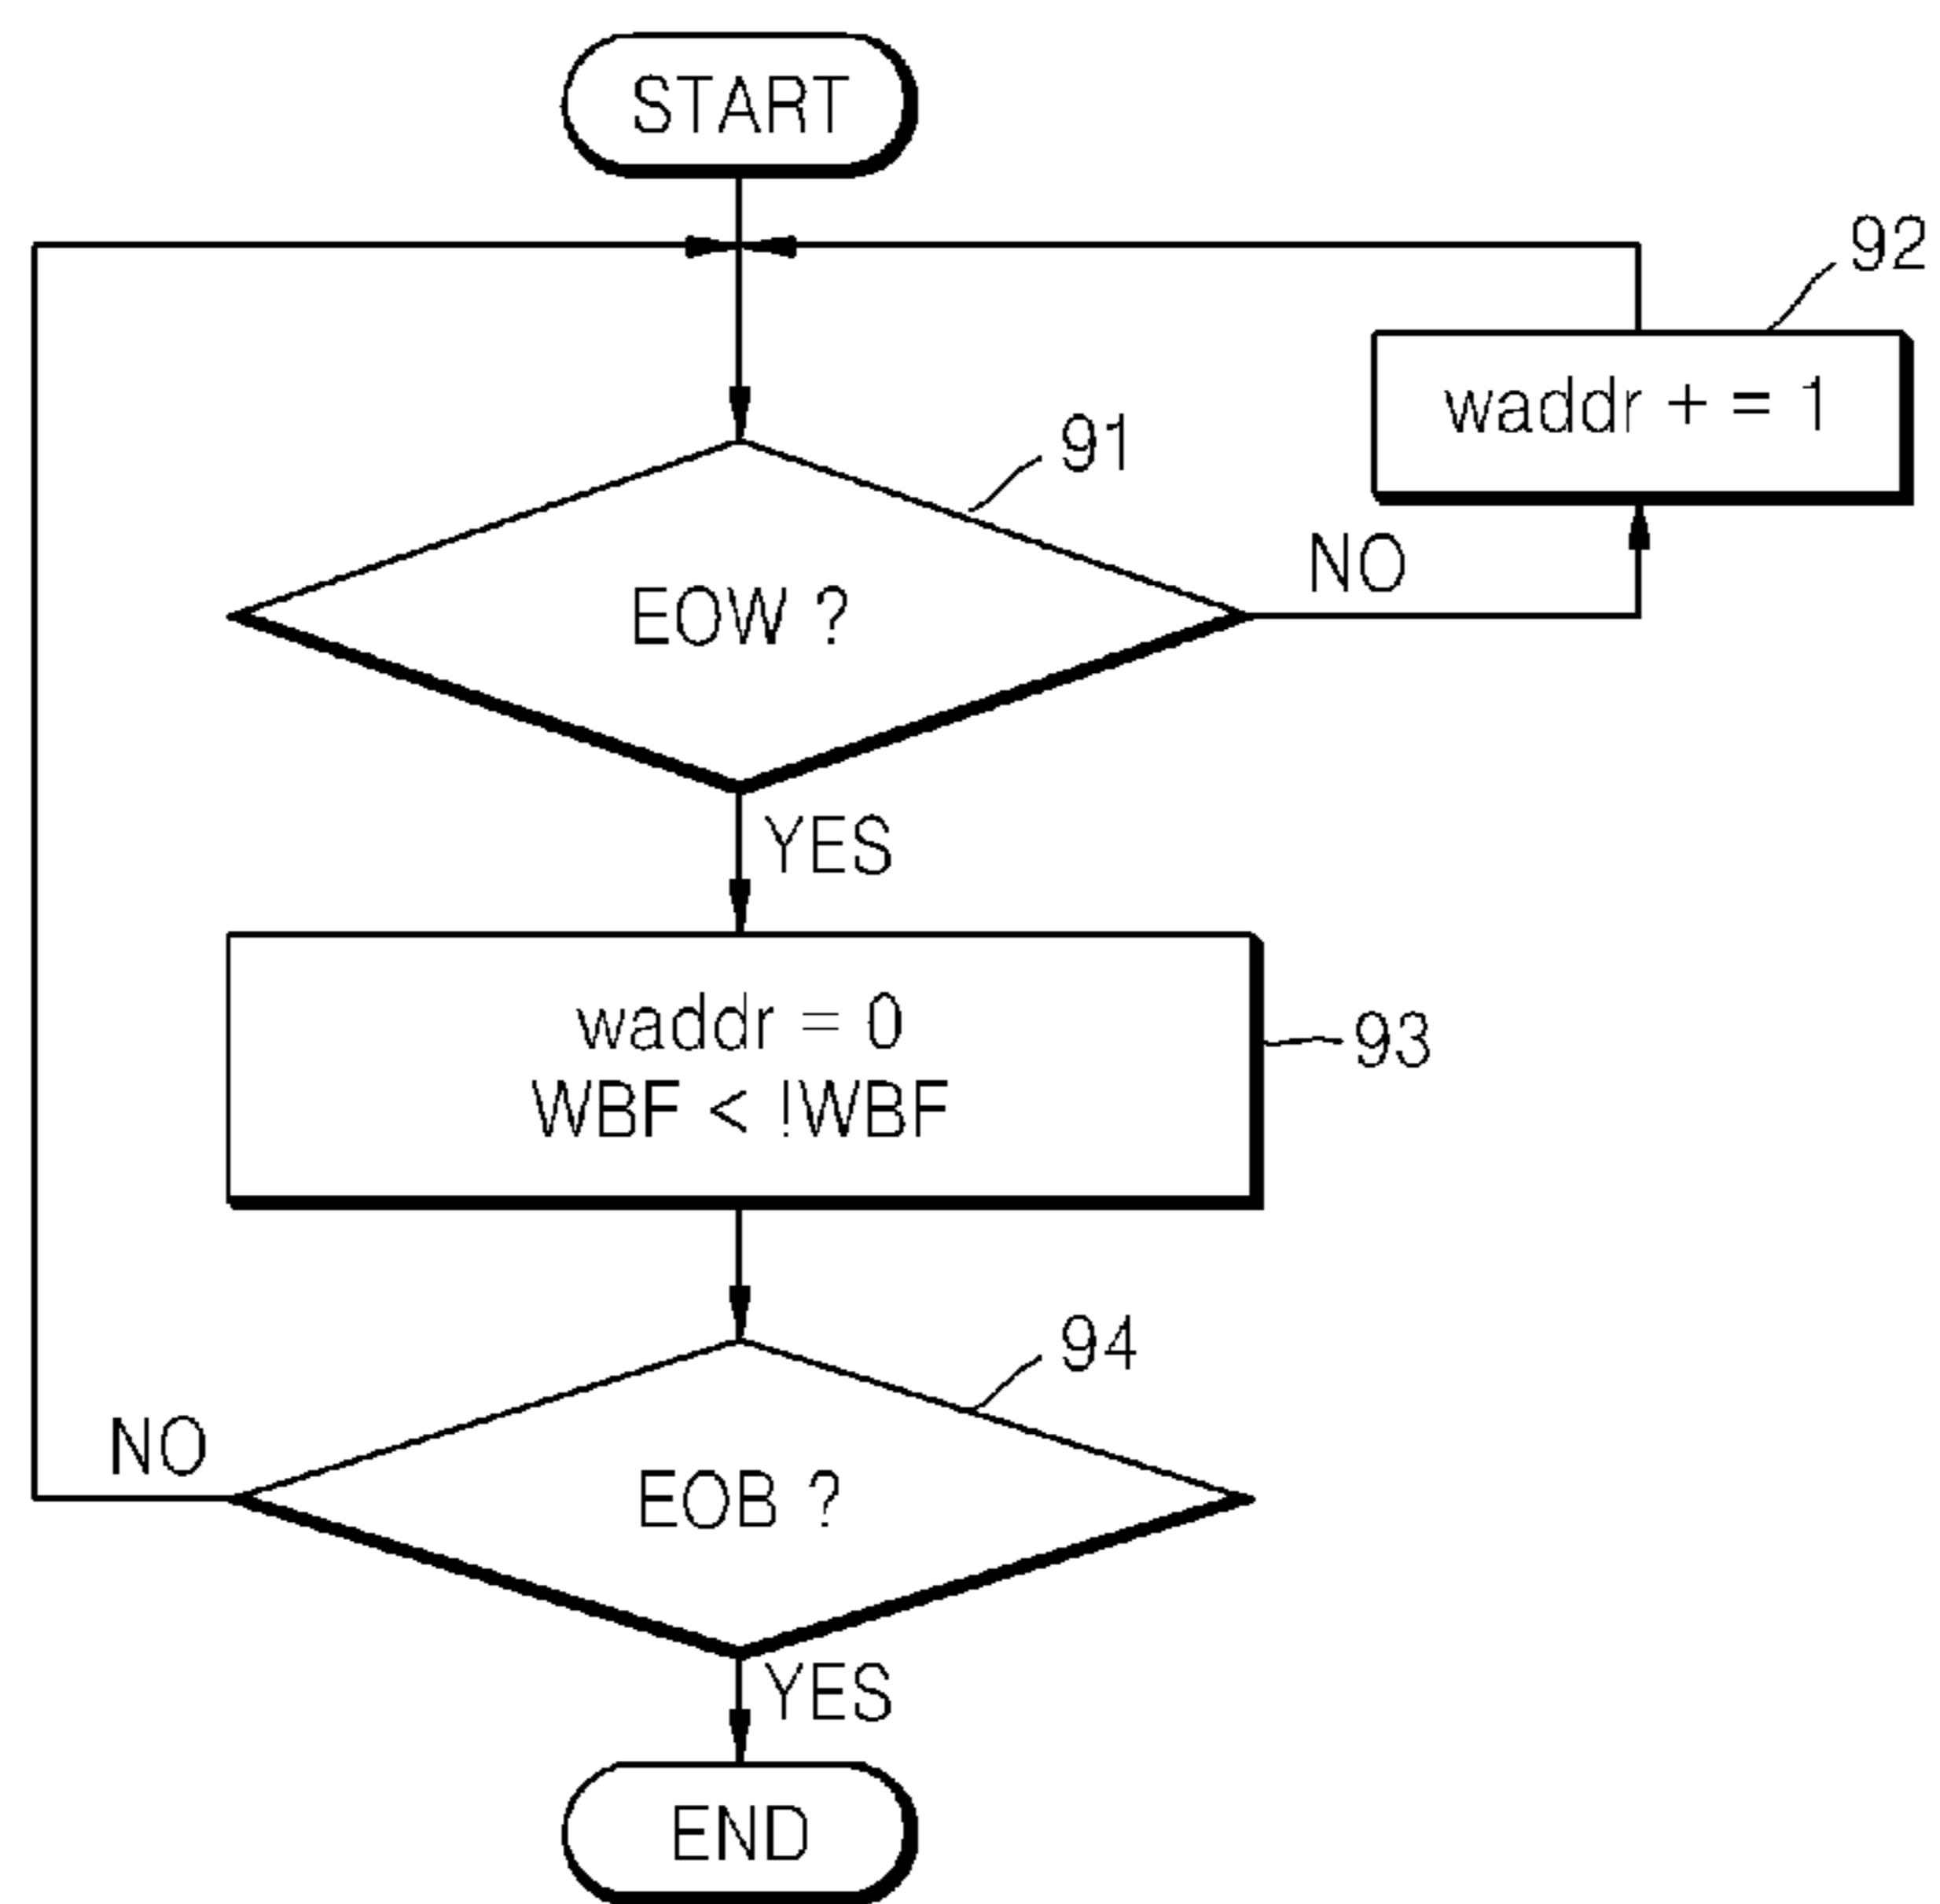 START
92
waddr + = 1
91
EOW ?
NO
YES
waddr = 0
WBF < !WBF
93
94
NO
EOB ?
YES
END